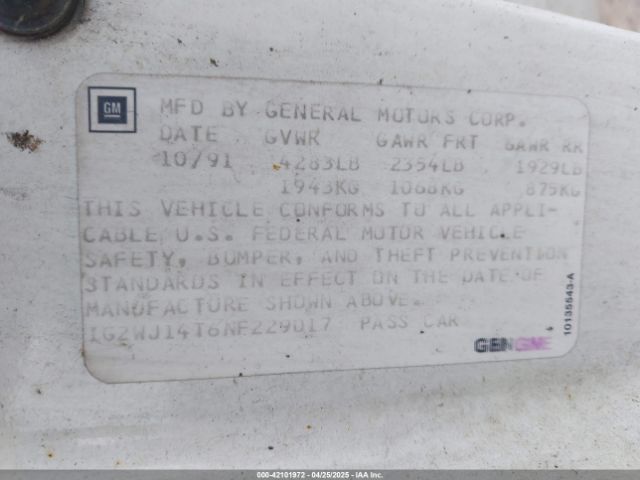 GM
MFD BY GENERAL MOTORS CORP.
DATE GVWR GAWR FRT GAWR RR
10/91 4283LB 2354LB 1929LB
1943KG 1068KG 875KG
THIS VEHICLE CONFORMS TO ALL APPLI-
CABLE U.S. FEDERAL MOTOR VEHICLE
SAFETY, BUMPER, AND THEFT PREVENTION
STANDARDS IN EFFECT ON THE DATE OF
MANUFACTURE SHOWN ABOVE.
1G2WJ14T6NF229017 PASS CAR
10135543-A
000-42101972 - 04/25/2025 - IAA Inc.